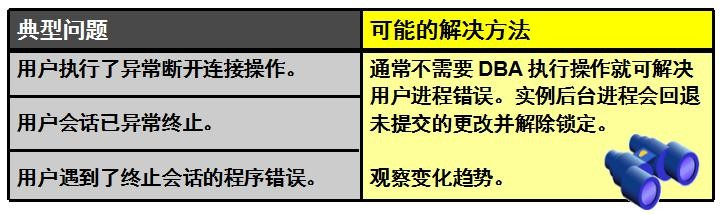 典型问题
可能的解决方法
用户执行了异常断开连接操作。
用户会话已异常终止。
用户遇到了终止会话的程序错误。
通常不需要 DBA 执行操作就可解决
用户进程错误。实例后台进程会回退
未提交的更改并解除锁定。
观察变化趋势。